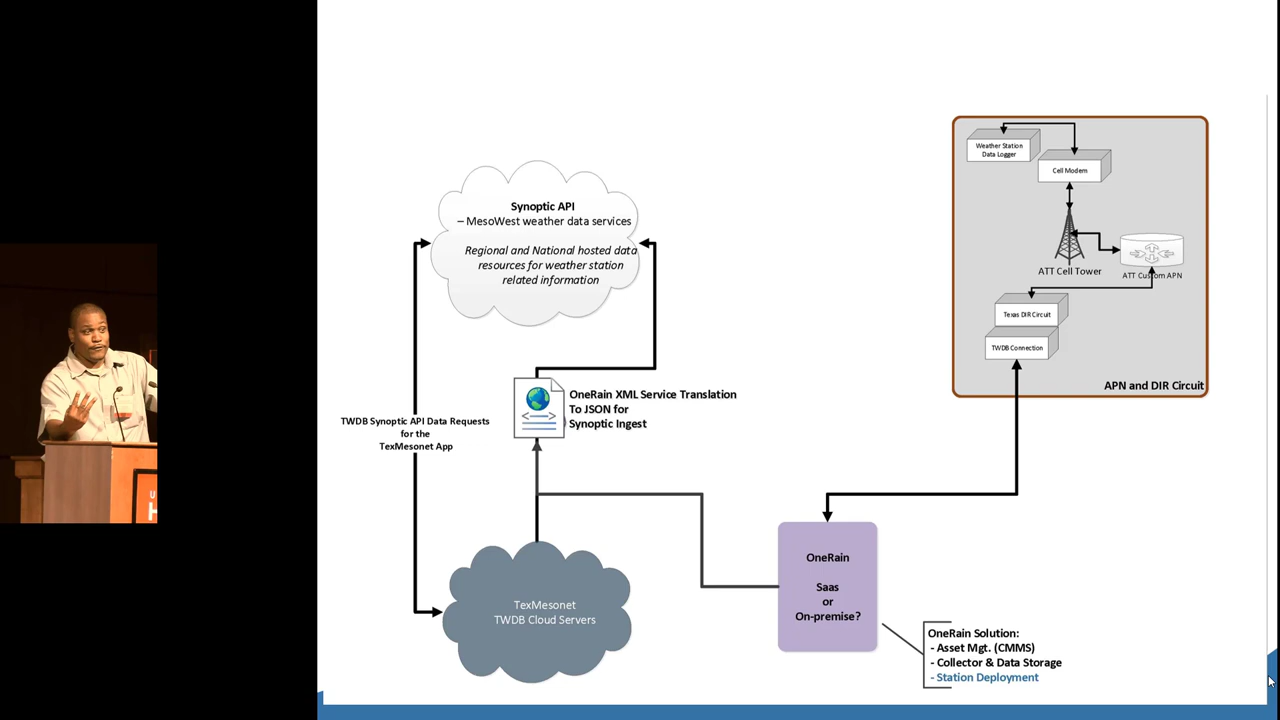 Synoptic API
– MesoWest weather data services
Regional and National hosted data
resources for weather station
related information
Weather Station
Data Logger
Cell Modem
ATT Cell Tower
ATT Custom APN
Texas DIR Circuit
TWDB Connection
APN and DIR Circuit
OneRain XML Service Translation
To JSON for
Synoptic Ingest
TWDB Synoptic API Data Requests
for the
TexMesonet App
TexMesonet
TWDB Cloud Servers
OneRain
Saas
or
On-premise?
OneRain Solution:
- Asset Mgt. (CMMS)
- Collector & Data Storage
- Station Deployment